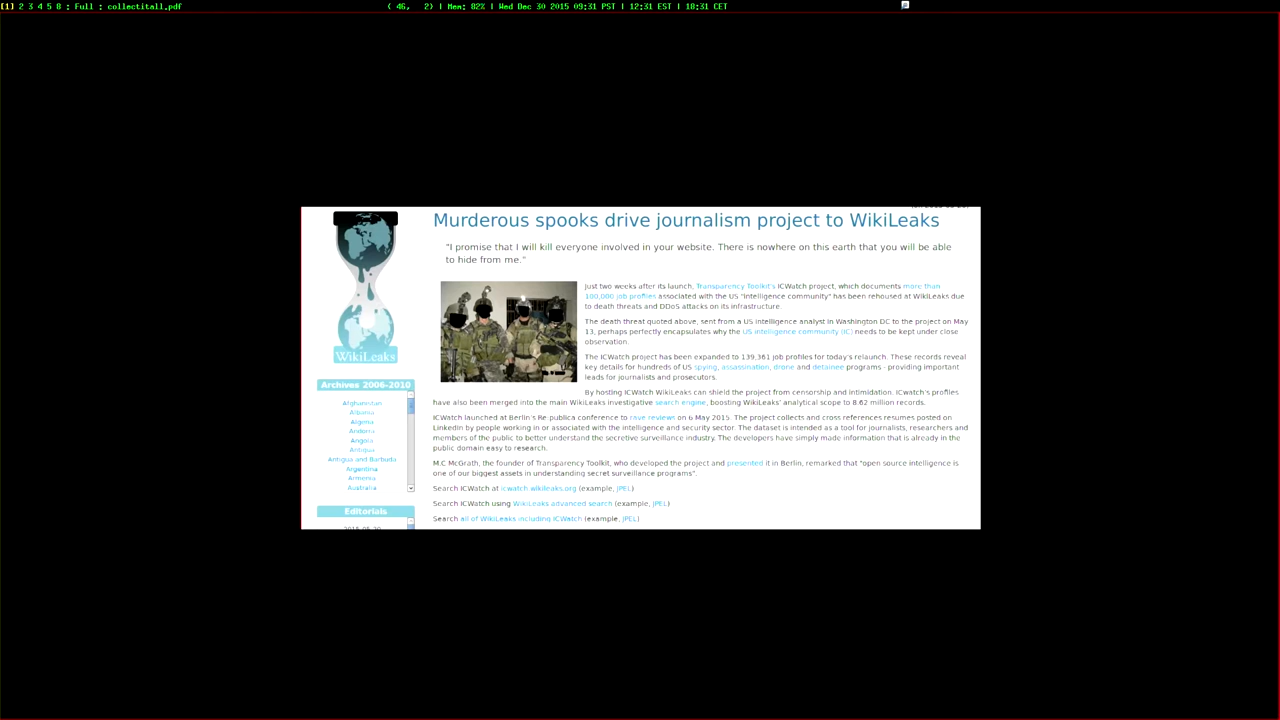 [1] 2 3 4 5 8 : Full : collectitall.pdf ( 46, 2) | Mem: 82% | Wed Dec 30 2015 09:31 PST | 12:31 EST | 18:31 CET
Murderous spooks drive journalism project to WikiLeaks
"I promise that I will kill everyone involved in your website. There is nowhere on this earth that you will be able
to hide from me."
Just two weeks after its launch, Transparency Toolkit's ICWatch project, which documents more than
100,000 job profiles associated with the US "intelligence community" has been rehoused at WikiLeaks due
to death threats and DDoS attacks on its infrastructure.
The death threat quoted above, sent from a US intelligence analyst in Washington DC to the project on May
13, perhaps perfectly encapsulates why the US intelligence community (IC) needs to be kept under close
observation.
The ICWatch project has been expanded to 139,361 job profiles for today's relaunch. These records reveal
key details for hundreds of US spying, assassination, drone and detainee programs - providing important
leads for journalists and prosecutors.
By hosting ICWatch WikiLeaks can shield the project from censorship and intimidation. ICwatch's profiles
have also been merged into the main WikiLeaks investigative search engine, boosting WikiLeaks' analytical scope to 8.62 million records.
ICWatch launched at Berlin's Re:publica conference to rave reviews on 6 May 2015. The project collects and cross references resumes posted on
LinkedIn by people working in or associated with the intelligence and security sector. The dataset is intended as a tool for journalists, researchers and
members of the public to better understand the secretive surveillance industry. The developers have simply made information that is already in the
public domain easy to research.
M.C McGrath, the founder of Transparency Toolkit, who developed the project and presented it in Berlin, remarked that "open source intelligence is
one of our biggest assets in understanding secret surveillance programs".
Search ICWatch at icwatch.wikileaks.org (example, JPEL)
Search ICWatch using WikiLeaks advanced search (example, JPEL)
Search all of WikiLeaks including ICWatch (example, JPEL)
WikiLeaks
Archives 2006-2010
Afghanistan
Albania
Algeria
Andorra
Angola
Antigua
Antigua and Barbuda
Argentina
Armenia
Australia
Editorials